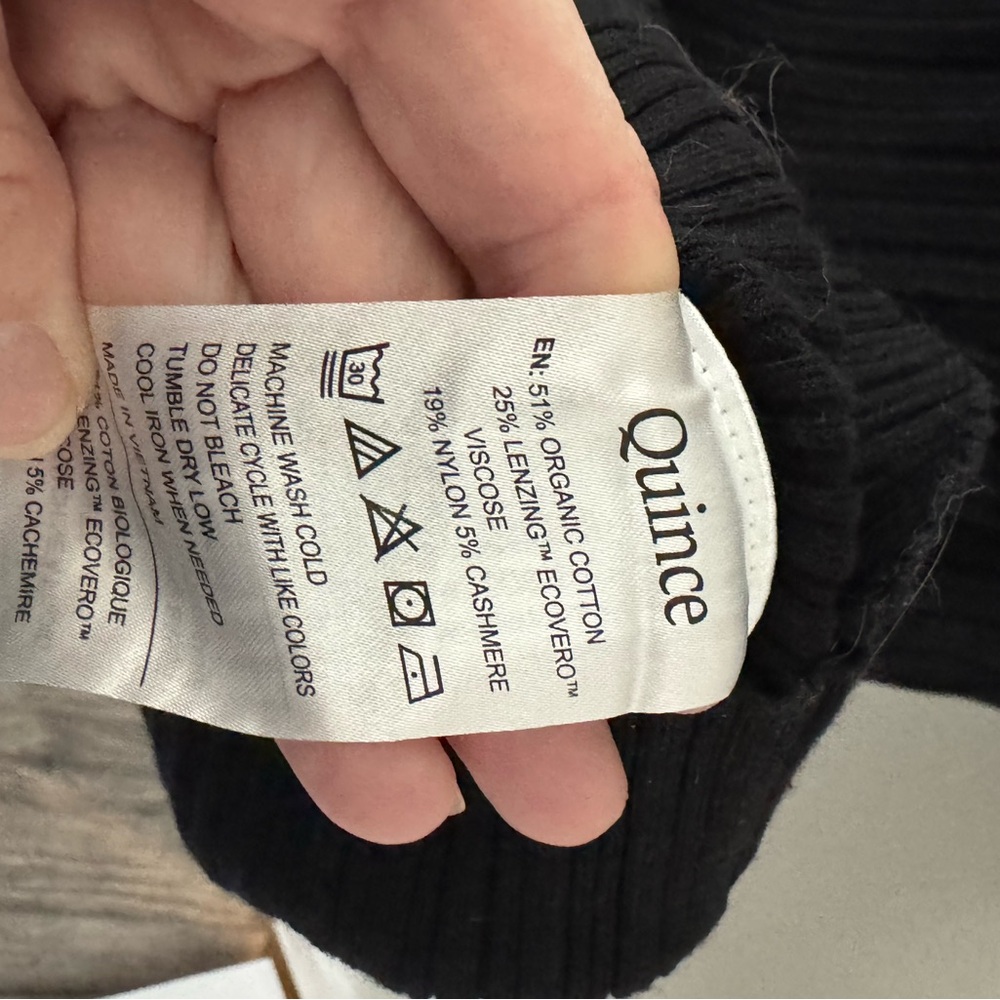 Quince
EN: 51% ORGANIC COTTON
25% LENZING™ ECOVERO™
VISCOSE
19% NYLON 5% CASHMERE
30
MACHINE WASH COLD
DELICATE CYCLE WITH LIKE COLORS
DO NOT BLEACH
TUMBLE DRY LOW
COOL IRON WHEN NEEDED
MADE IN VIETNAM
COTON BIOLOGIQUE
ECOVERO™
5% CACHEMIRE